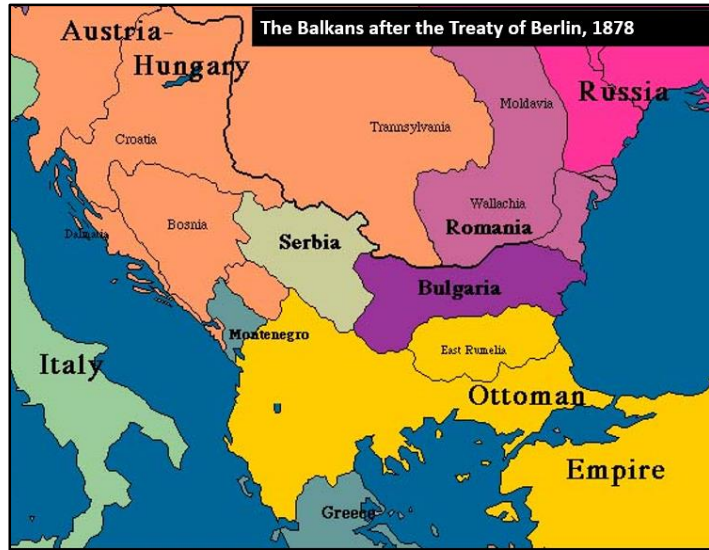 The Balkans after the Treaty of Berlin, 1878
Austria-
Hungary
Russia
Moldavia
Trannsylvania
Croatia
Wallachia
Romania
Bosnia
Dalmatia
Serbia
Bulgaria
Montenegro
East Rumelia
Italy
Ottoman
Empire
Greece